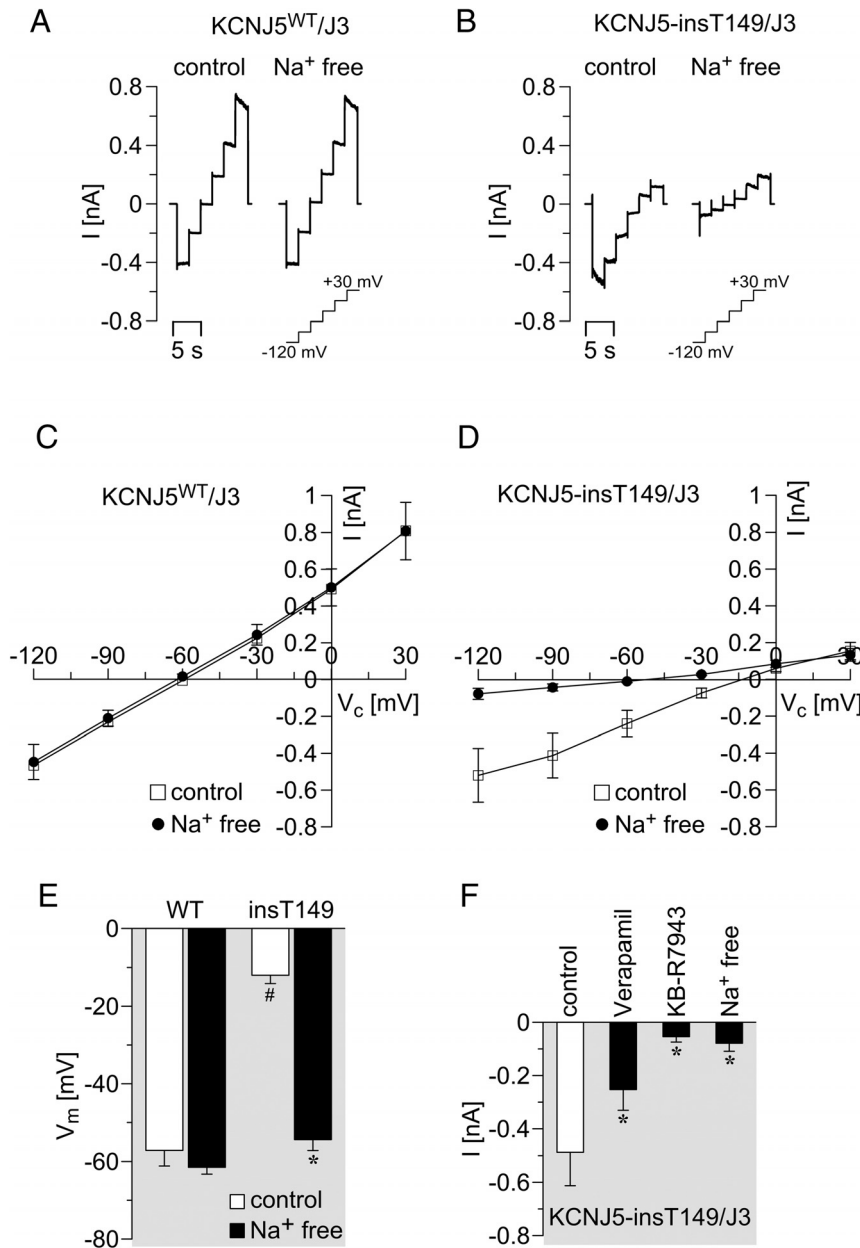 A
KCNJ5WT/J3
control Na+ free
0.8
0.4
0
-0.4
-0.8
I [nA]
5 s
+30 mV
-120 mV
B
KCNJ5-insT149/J3
control Na+ free
0.8
0.4
0
-0.4
-0.8
I [nA]
5 s
+30 mV
-120 mV
C
KCNJ5WT/J3
I [nA]
1
0.8
0.6
0.4
0.2
-120 -90 -60 -30 0 30
Vc [mV]
-0.2
-0.4
-0.6
-0.8
control
Na+ free
D
KCNJ5-insT149/J3
I [nA]
1
0.8
0.6
0.4
0.2
-120 -90 -60 -30 0 30
Vc [mV]
-0.2
-0.4
-0.6
-0.8
control
Na+ free
E
WT insT149
0
-20
-40
-60
-80
Vm [mV]
#
*
control
Na+ free
F
control
Verapamil
KB-R7943
Na+ free
0
-0.2
-0.4
-0.6
-0.8
I [nA]
*
*
*
KCNJ5-insT149/J3